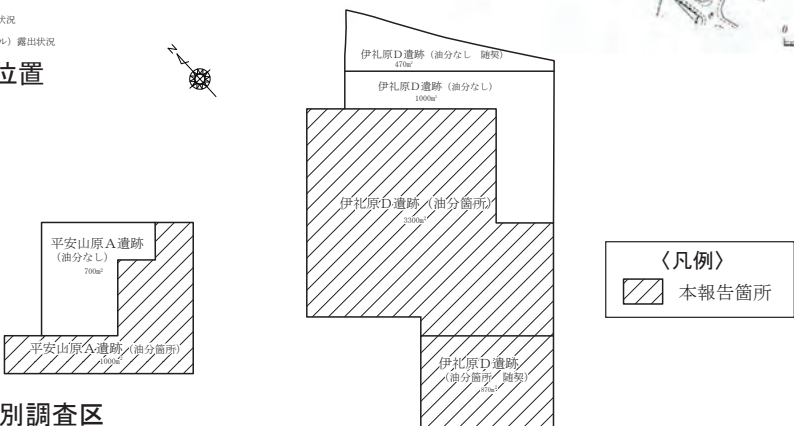 状況
ル）露出状況
位置
N
伊礼原D遺跡（油分なし　随契）
470㎡
伊礼原D遺跡（油分なし）
1000㎡
伊礼原D遺跡（油分箇所）
3300㎡
平安山原A遺跡
（油分なし）
700㎡
平安山原A遺跡（油分箇所）
1000㎡
伊礼原D遺跡
（油分箇所　随契）
870㎡
〈凡例〉
本報告箇所
0
別調査区